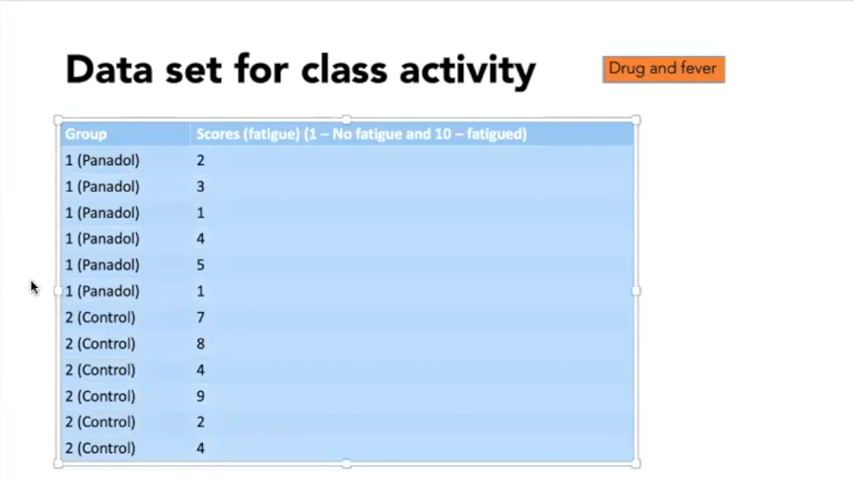 Data set for class activity
Drug and fever
Group Scores (fatigue) (1 – No fatigue and 10 – fatigued)
1 (Panadol) 2
1 (Panadol) 3
1 (Panadol) 1
1 (Panadol) 4
1 (Panadol) 5
1 (Panadol) 1
2 (Control) 7
2 (Control) 8
2 (Control) 4
2 (Control) 9
2 (Control) 2
2 (Control) 4